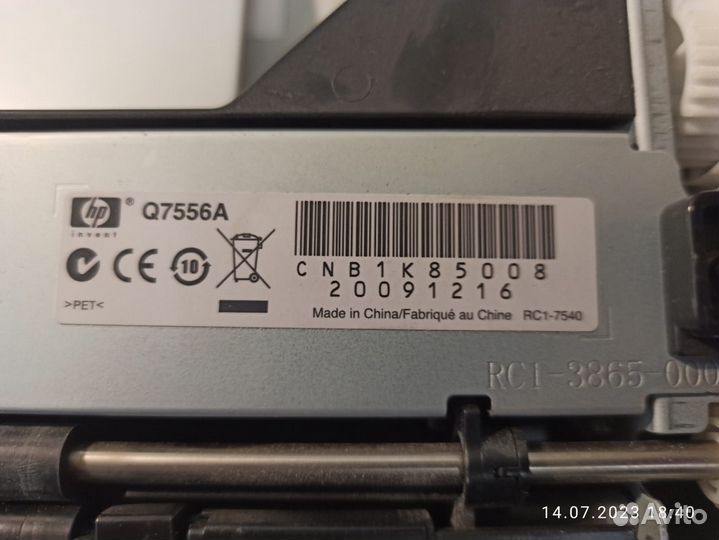 hp ® Q7556A
invent
CNB1K85008
20091216
10
>PET<
Made in China/Fabriqué au Chine RC1-7540
RC1-3865-000
14.07.2023 18:40
Avito